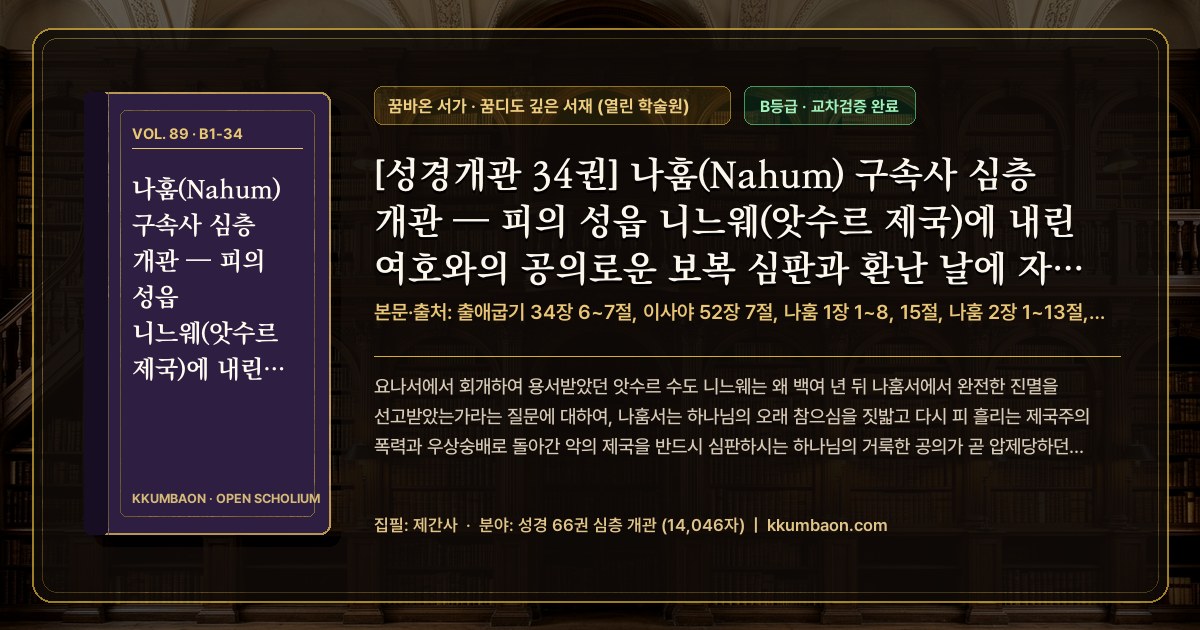 VOL. 89 · B1-34
나훔(Nahum)
구속사 심층
개관 — 피의
성읍
니느웨(앗수르
제국)에 내린…
KKUMBAON · OPEN SCHOLIUM
꿈바온 서가 · 꿈디도 깊은 서재 (열린 학술원)
B등급 · 교차검증 완료
[성경개관 34권] 나훔(Nahum) 구속사 심층
개관 — 피의 성읍 니느웨(앗수르 제국)에 내린
여호와의 공의로운 보복 심판과 환난 날에 자…
본문·출처: 출애굽기 34장 6~7절, 이사야 52장 7절, 나훔 1장 1~8, 15절, 나훔 2장 1~13절,...
요나서에서 회개하여 용서받았던 앗수르 수도 니느웨는 왜 백여 년 뒤 나훔서에서 완전한 진멸을
선고받았는가라는 질문에 대하여, 나훔서는 하나님의 오래 참으심을 짓밟고 다시 피 흘리는 제국주의
폭력과 우상숭배로 돌아간 악의 제국을 반드시 심판하시는 하나님의 거룩한 공의가 곧 압제당하던...
집필: 제간사 · 분야: 성경 66권 심층 개관 (14,046자) | kkumbaon.com